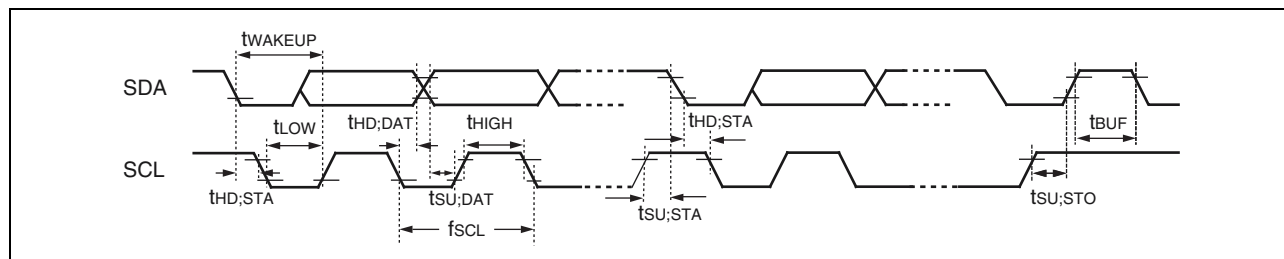 tWAKEUP
SDA
tLOW
tHD;DAT
tHIGH
tHD;STA
tBUF
SCL
tHD;STA
tSU;DAT
tSU;STA
tSU;STO
fSCL